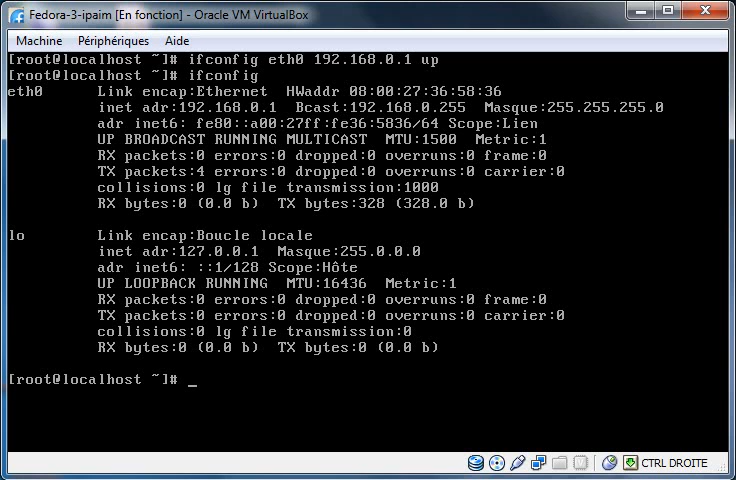 Fedora-3-ipaim [En fonction] - Oracle VM VirtualBox
Machine Périphériques Aide
[root@localhost ~]# ifconfig eth0 192.168.0.1 up
[root@localhost ~]# ifconfig
eth0 Link encap:Ethernet HWaddr 08:00:27:36:58:36
inet adr:192.168.0.1 Bcast:192.168.0.255 Masque:255.255.255.0
adr inet6: fe80::a00:27ff:fe36:5836/64 Scope:Lien
UP BROADCAST RUNNING MULTICAST MTU:1500 Metric:1
RX packets:0 errors:0 dropped:0 overruns:0 frame:0
TX packets:4 errors:0 dropped:0 overruns:0 carrier:0
collisions:0 lg file transmission:1000
RX bytes:0 (0.0 b) TX bytes:328 (328.0 b)
lo Link encap:Boucle locale
inet adr:127.0.0.1 Masque:255.0.0.0
adr inet6: ::1/128 Scope:Hôte
UP LOOPBACK RUNNING MTU:16436 Metric:1
RX packets:0 errors:0 dropped:0 overruns:0 frame:0
TX packets:0 errors:0 dropped:0 overruns:0 carrier:0
collisions:0 lg file transmission:0
RX bytes:0 (0.0 b) TX bytes:0 (0.0 b)
[root@localhost ~]# _
CTRL DROITE